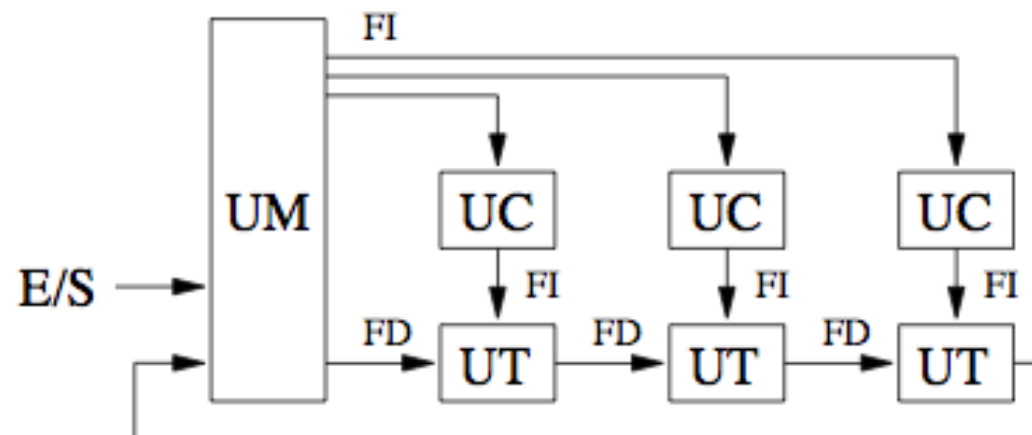 FI
UM
UC UC UC
E/S
FI FI FI
FD FD FD
UT UT UT